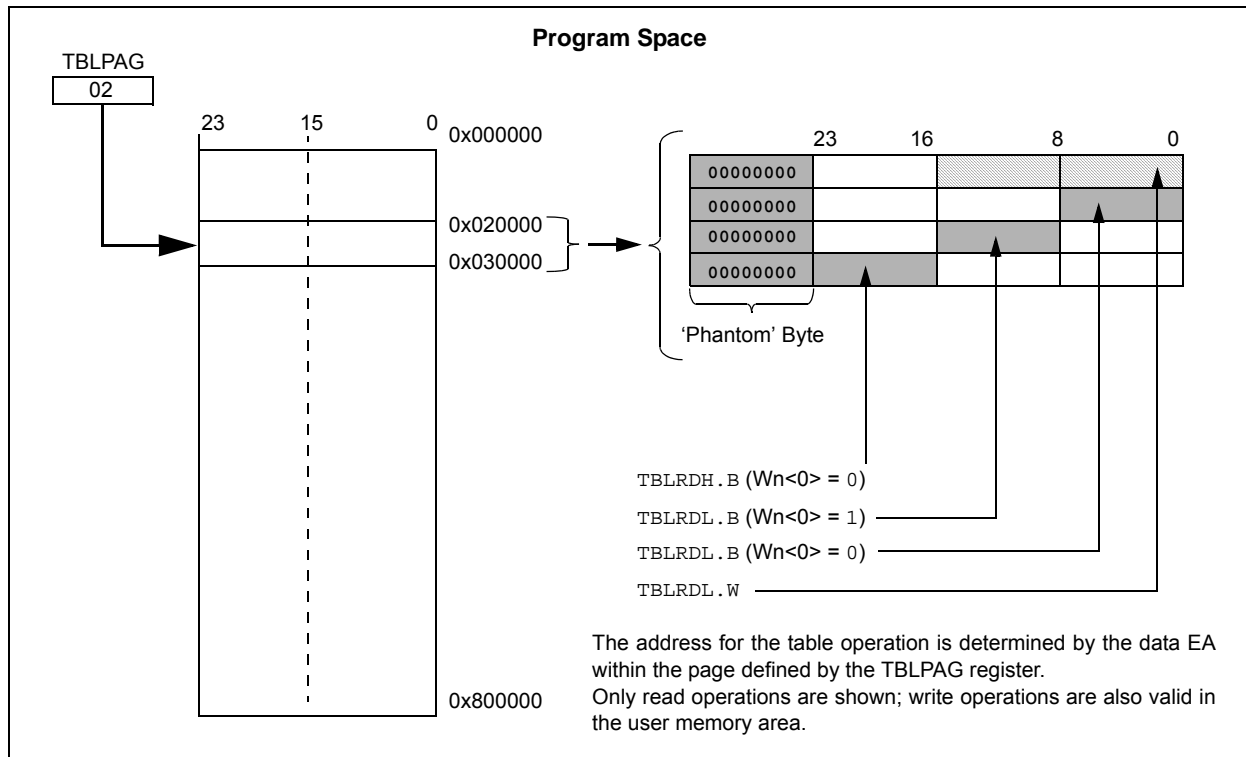 Program Space
TBLPAG
02
23 15 0
0x000000
0x020000
0x030000
0x800000
23 16 8 0
00000000
00000000
00000000
00000000
‘Phantom’ Byte
TBLRDH.B (Wn<0> = 0)
TBLRDL.B (Wn<0> = 1)
TBLRDL.B (Wn<0> = 0)
TBLRDL.W
The address for the table operation is determined by the data EA
within the page defined by the TBLPAG register.
Only read operations are shown; write operations are also valid in
the user memory area.